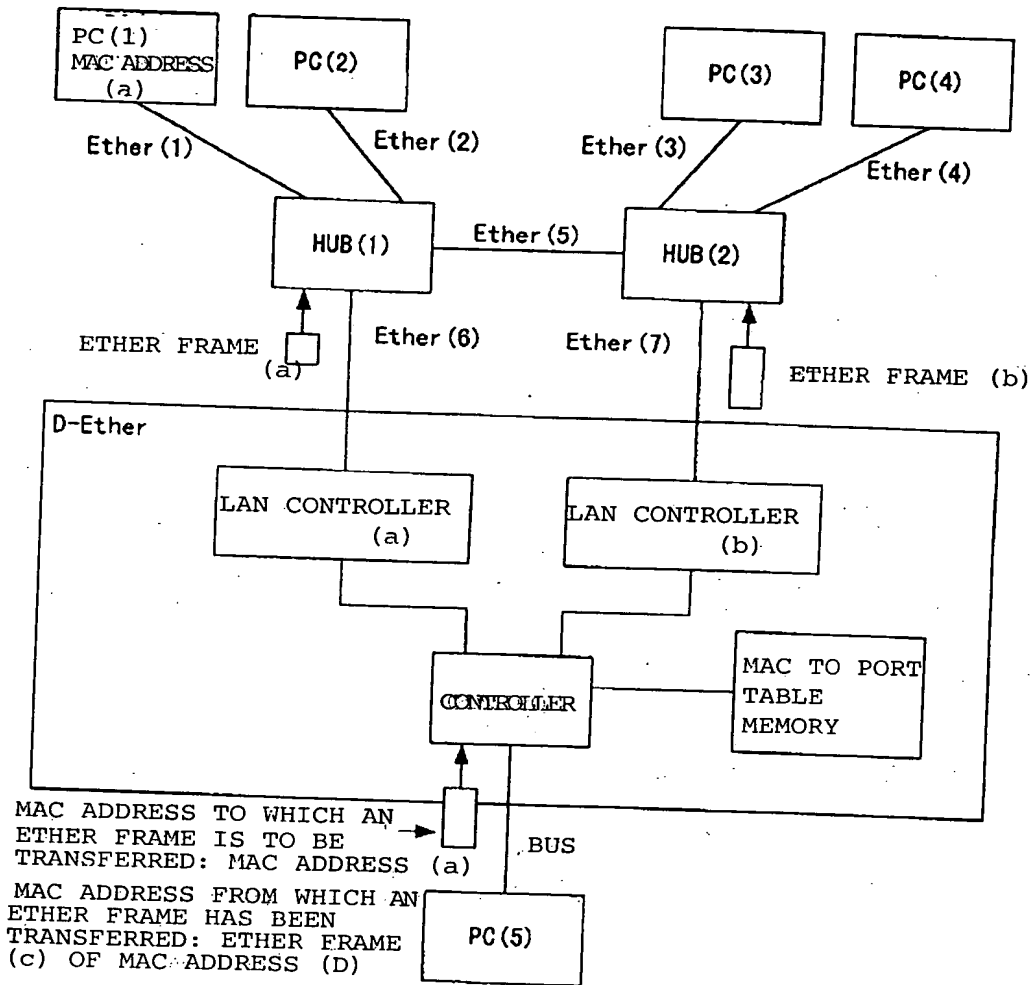 PC(1)
MAC ADDRESS
(a)
PC(2)
PC(3)
PC(4)
Ether(1)
Ether(2)
Ether(3)
Ether(4)
HUB(1)
Ether(5)
HUB(2)
ETHER FRAME
(a)
Ether(6)
Ether(7)
ETHER FRAME (b)
D-Ether
LAN CONTROLLER
(a)
LAN CONTROLLER
(b)
CONTROLLER
MAC TO PORT
TABLE
MEMORY
MAC ADDRESS TO WHICH AN
ETHER FRAME IS TO BE
TRANSFERRED: MAC ADDRESS (a)
BUS
MAC ADDRESS FROM WHICH AN
ETHER FRAME HAS BEEN
TRANSFERRED: ETHER FRAME
(c) OF MAC ADDRESS (D)
PC(5)